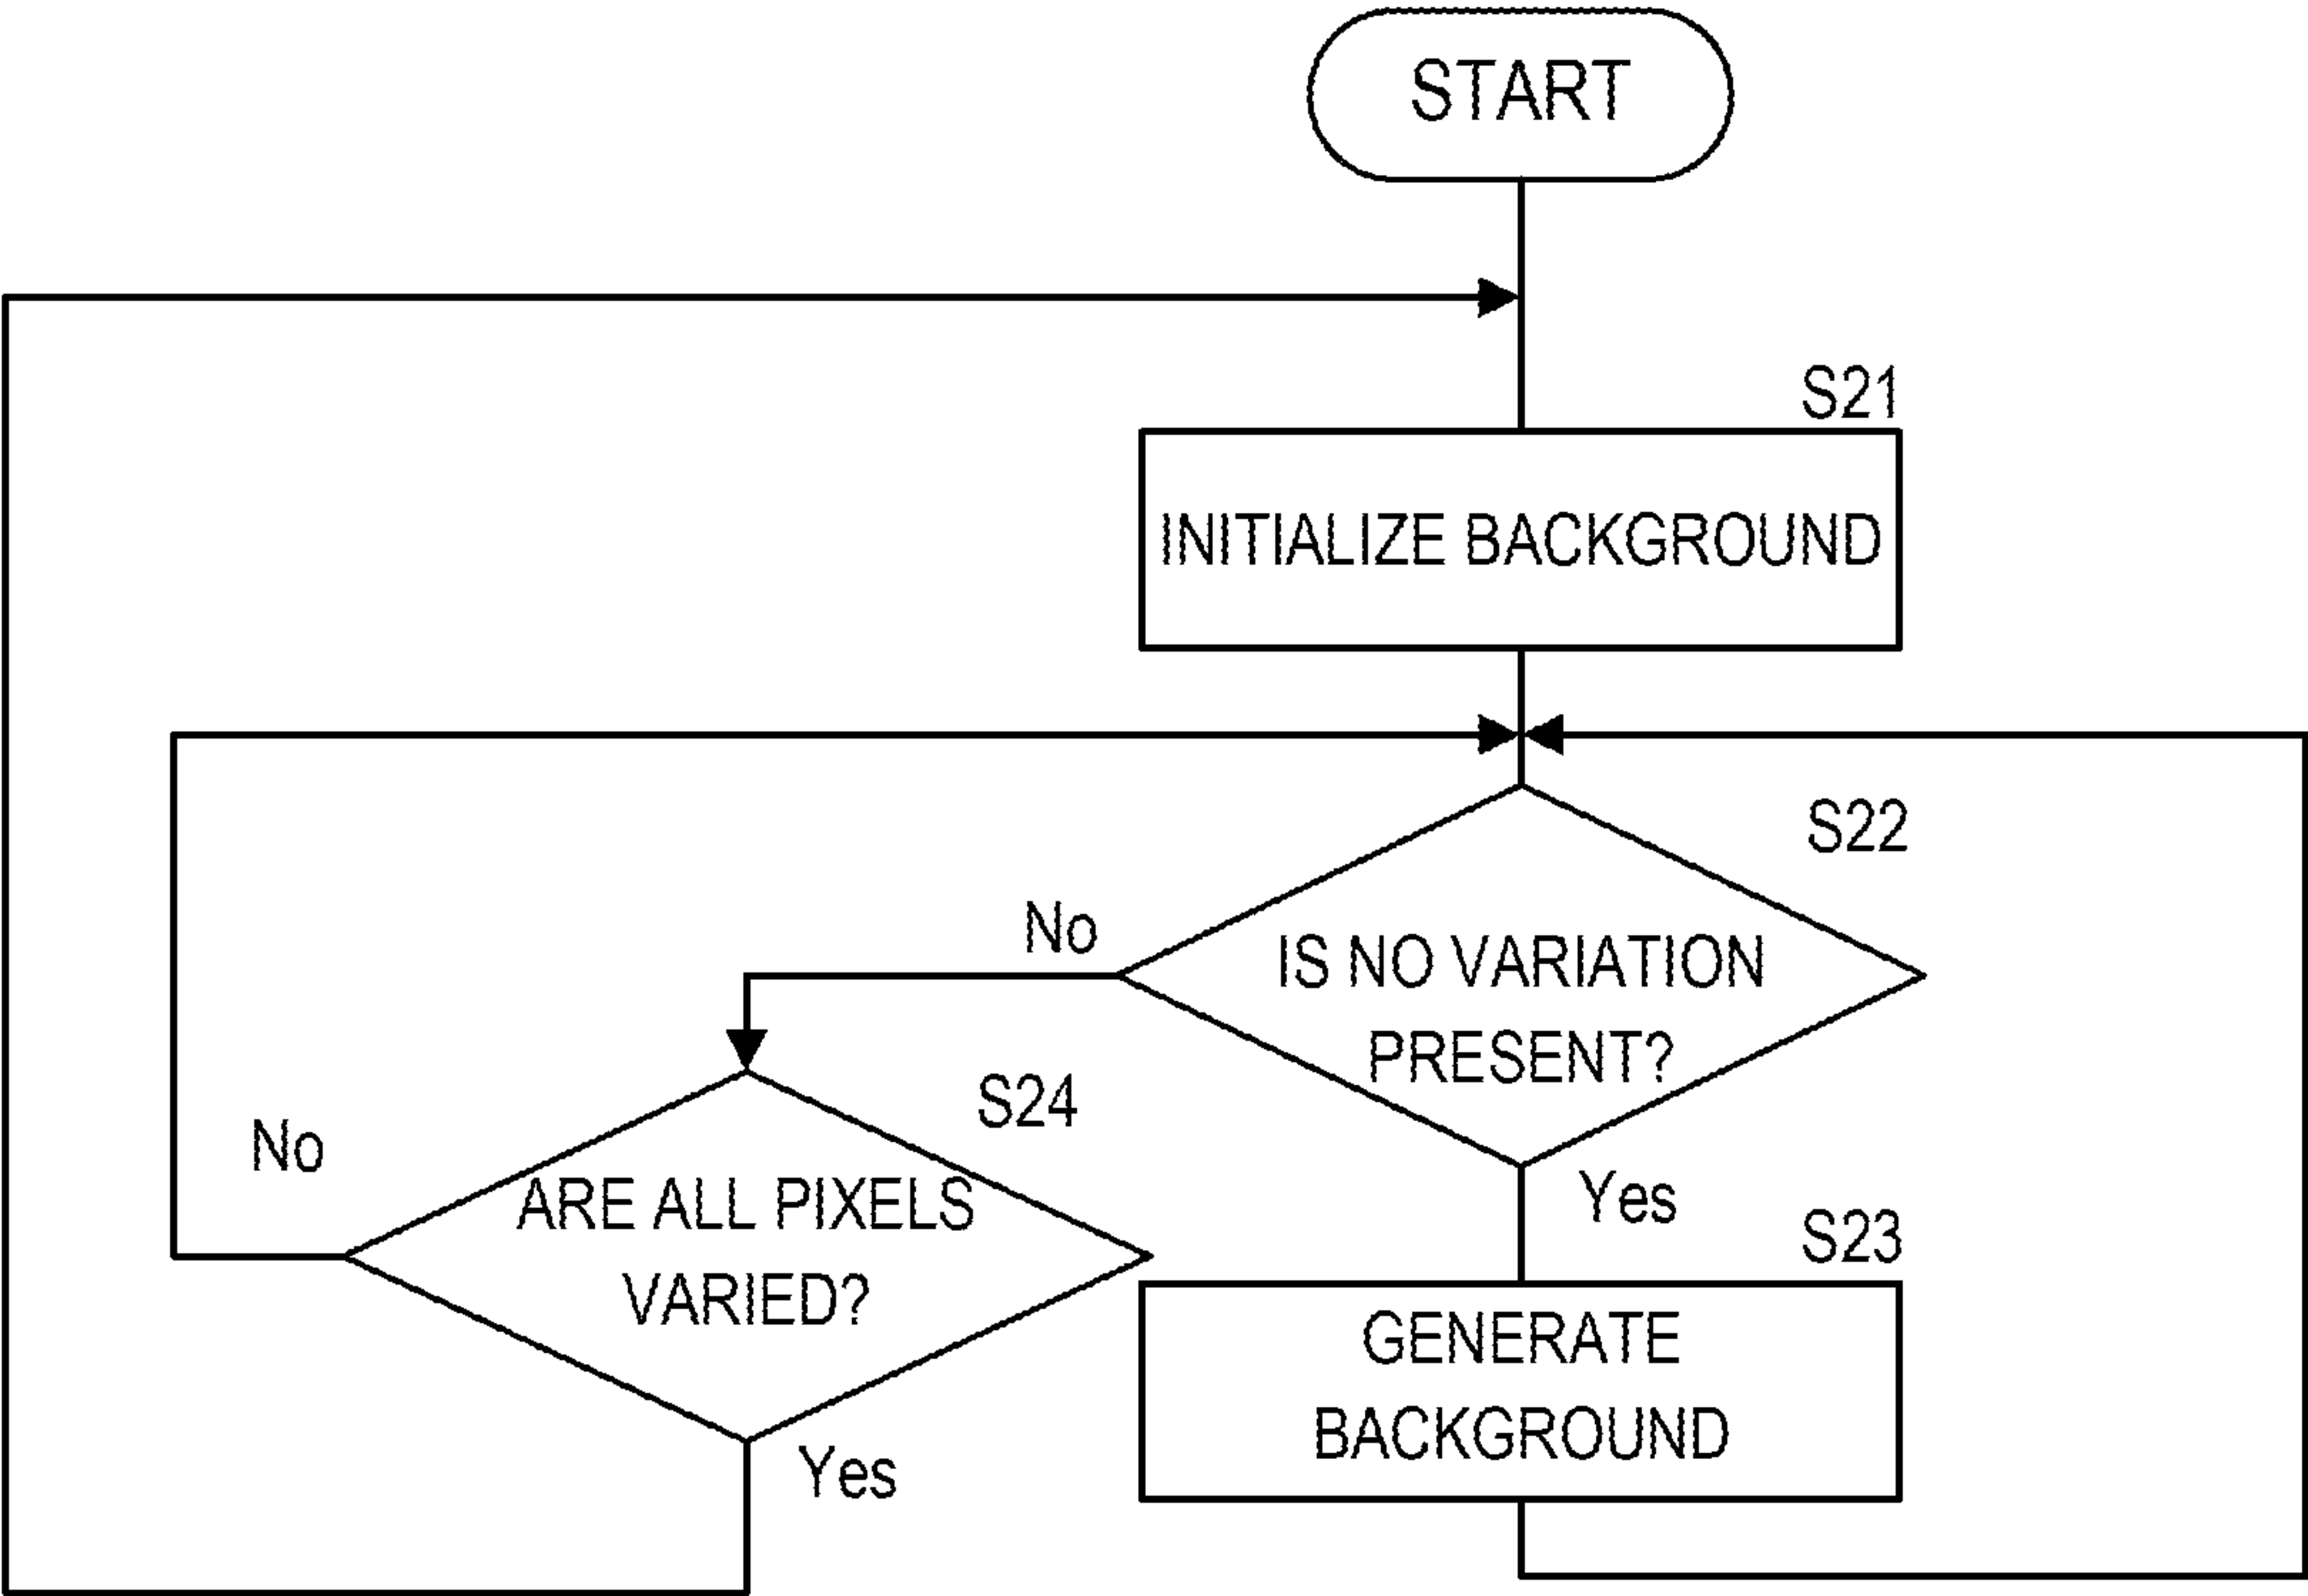 START
S21
INITIALIZE BACKGROUND
S22
No
IS NO VARIATION
PRESENT?
S24
No
ARE ALL PIXELS
VARIED?
Yes
S23
GENERATE
BACKGROUND
Yes